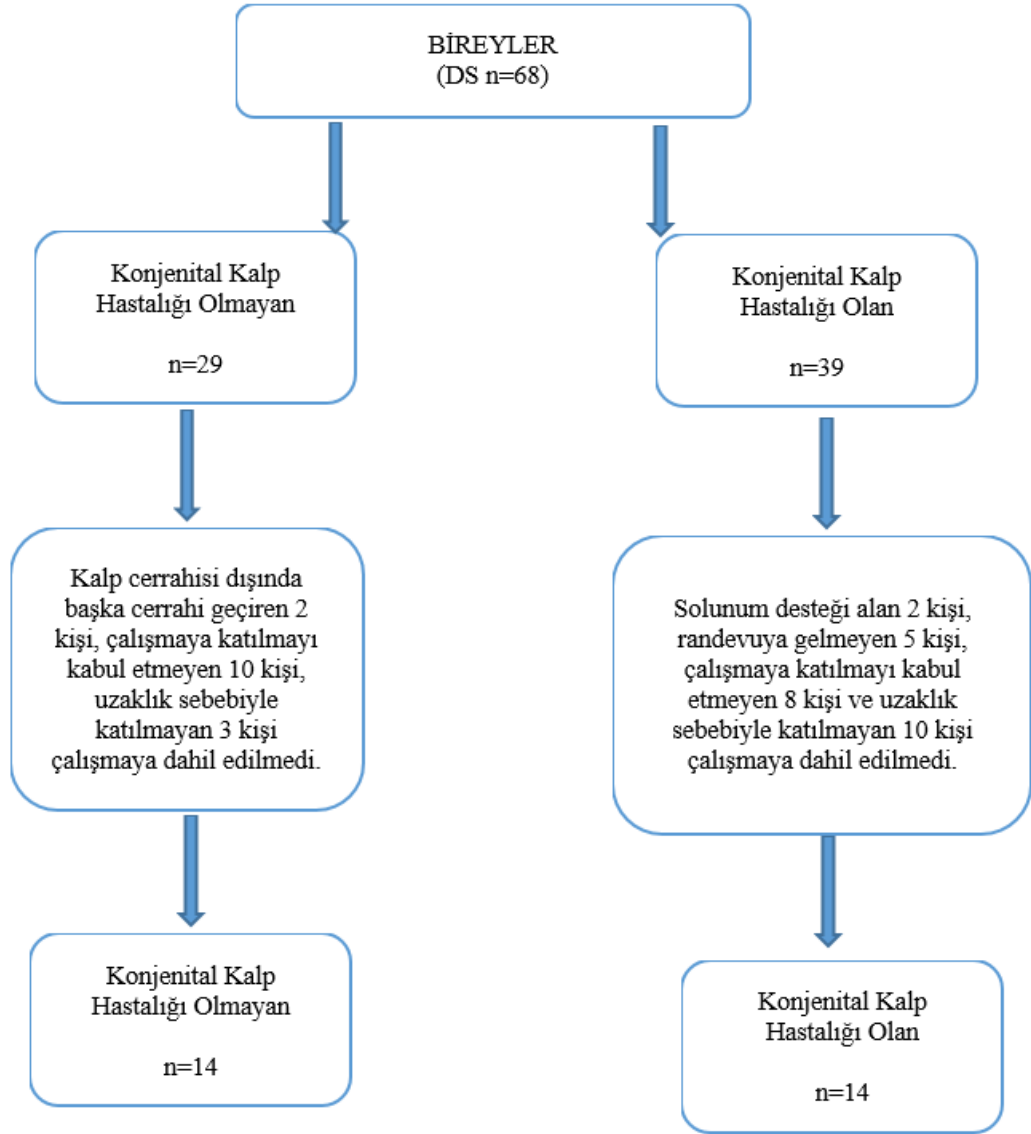 BİREYLER
(DS n=68)
Konjenital Kalp
Hastalığı Olmayan
n=29
Konjenital Kalp
Hastalığı Olan
n=39
Kalp cerrahisi dışında
başka cerrahi geçiren 2
kişi, çalışmaya katılmayı
kabul etmeyen 10 kişi,
uzaklık sebebiyle
katılmayan 3 kişi
çalışmaya dahil edilmedi.
Solunum desteği alan 2 kişi,
randevuya gelmeyen 5 kişi,
çalışmaya katılmayı kabul
etmeyen 8 kişi ve uzaklık
sebebiyle katılmayan 10 kişi
çalışmaya dahil edilmedi.
Konjenital Kalp
Hastalığı Olmayan
n=14
Konjenital Kalp
Hastalığı Olan
n=14